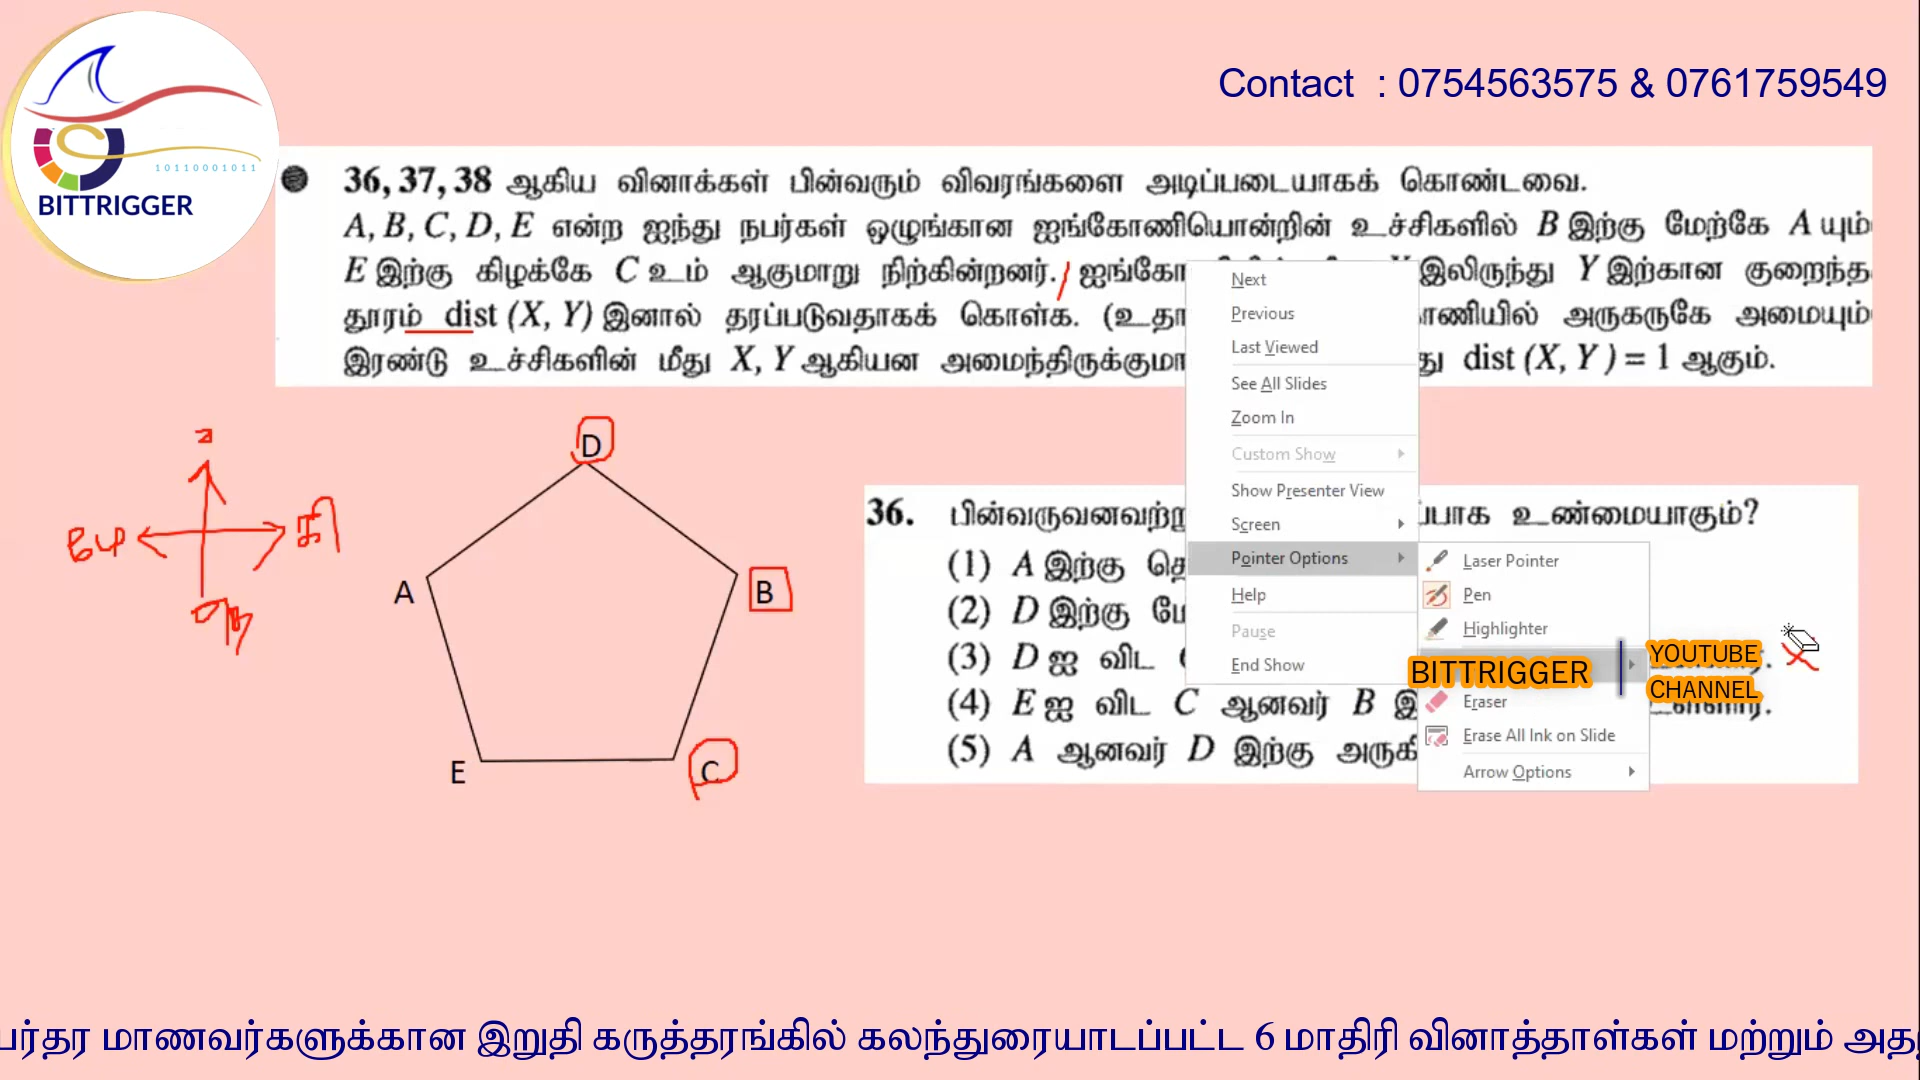 Contact : 0754563575 & 0761759549
10110001011
BITTRIGGER
36, 37, 38 ஆகிய வினாக்கள் பின்வரும் விவரங்களை அடிப்படையாகக் கொண்டவை.
A, B, C, D, E என்ற ஐந்து நபர்கள் ஒழுங்கான ஐங்கோணியொன்றின் உச்சிகளில் B இற்கு மேற்கே A யும்
E இற்கு கிழக்கே C உம் ஆகுமாறு நிற்கின்றனர். ஐங்கோ இலிருந்து Y இற்கான குறைந்த
தூரம் dist (X, Y) இனால் தரப்படுவதாகக் கொள்க. (உதா ாணியில் அருகருகே அமையும்
இரண்டு உச்சிகளின் மீது X, Y ஆகியன அமைந்திருக்குமா து dist (X, Y ) = 1 ஆகும்.
Next
Previous
Last Viewed
See All Slides
Zoom In
Custom Show
Show Presenter View
Screen
Pointer Options
Help
Pause
End Show
Laser Pointer
Pen
Highlighter
Eraser
Erase All Ink on Slide
Arrow Options
வ
மே
கி
D
A
B
E
C
36. பின்வருவனவற்று ப்பாக உண்மையாகும்?
(1) A இற்கு தெ
(2) D இற்கு மே
(3) D ஐ விட
(4) E ஐ விட C ஆனவர் B இ
(5) A ஆனவர் D இற்கு அருகி
BITTRIGGER
YOUTUBE
CHANNEL
பர்தர மாணவர்களுக்கான இறுதி கருத்தரங்கில் கலந்துரையாடப்பட்ட 6 மாதிரி வினாத்தாள்கள் மற்றும்